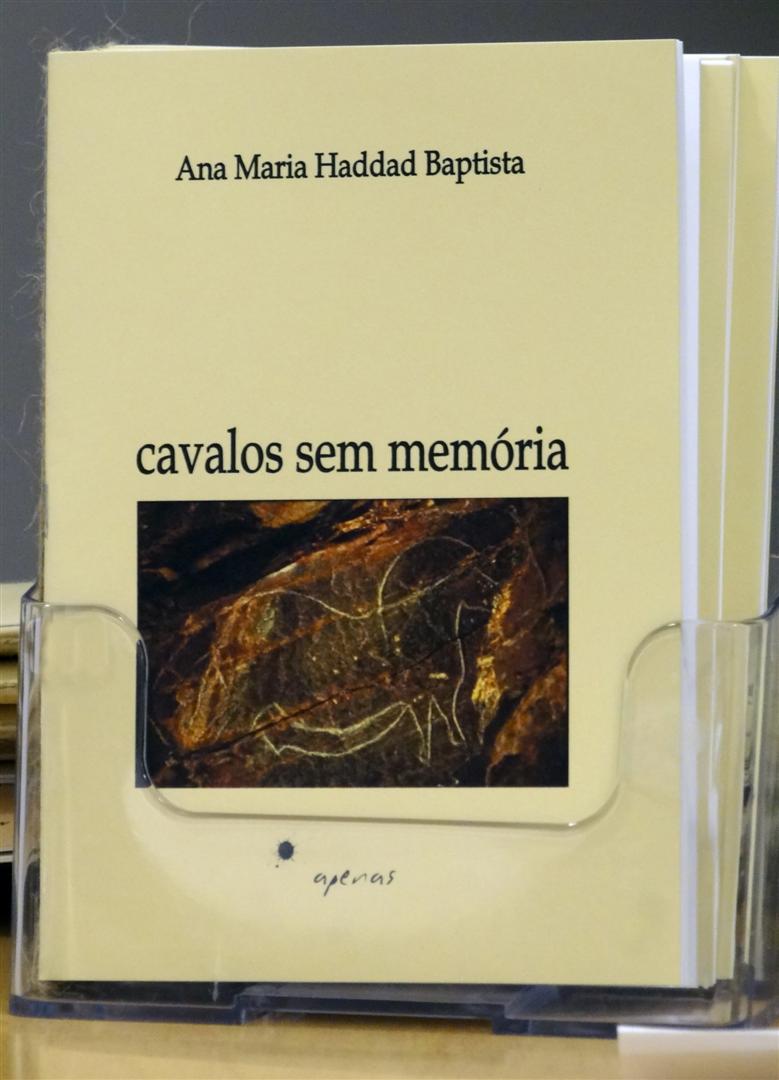 Ana Maria Haddad Baptista
cavalos sem memória
apenas